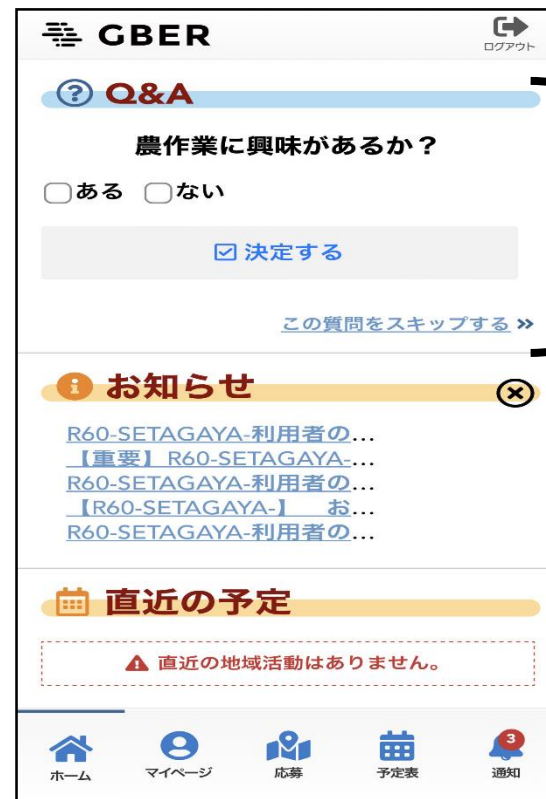 GBER
ログアウト
Q&A
農作業に興味があるか？
ある ない
決定する
この質問をスキップする »
お知らせ
R60-SETAGAYA-利用者の...
【重要】R60-SETAGAYA-...
R60-SETAGAYA-利用者の...
【R60-SETAGAYA-】 お...
R60-SETAGAYA-利用者の...
直近の予定
直近の地域活動はありません。
3
ホーム マイページ 応募 予定表 通知